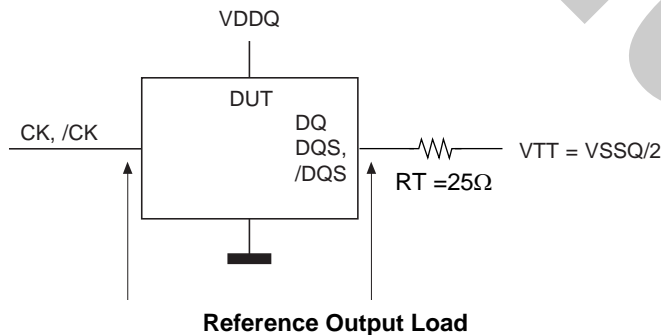 VDDQ
DUT
CK, /CK
DQ
DQS,
/DQS
RT =25Ω
VTT = VSSQ/2
Reference Output Load